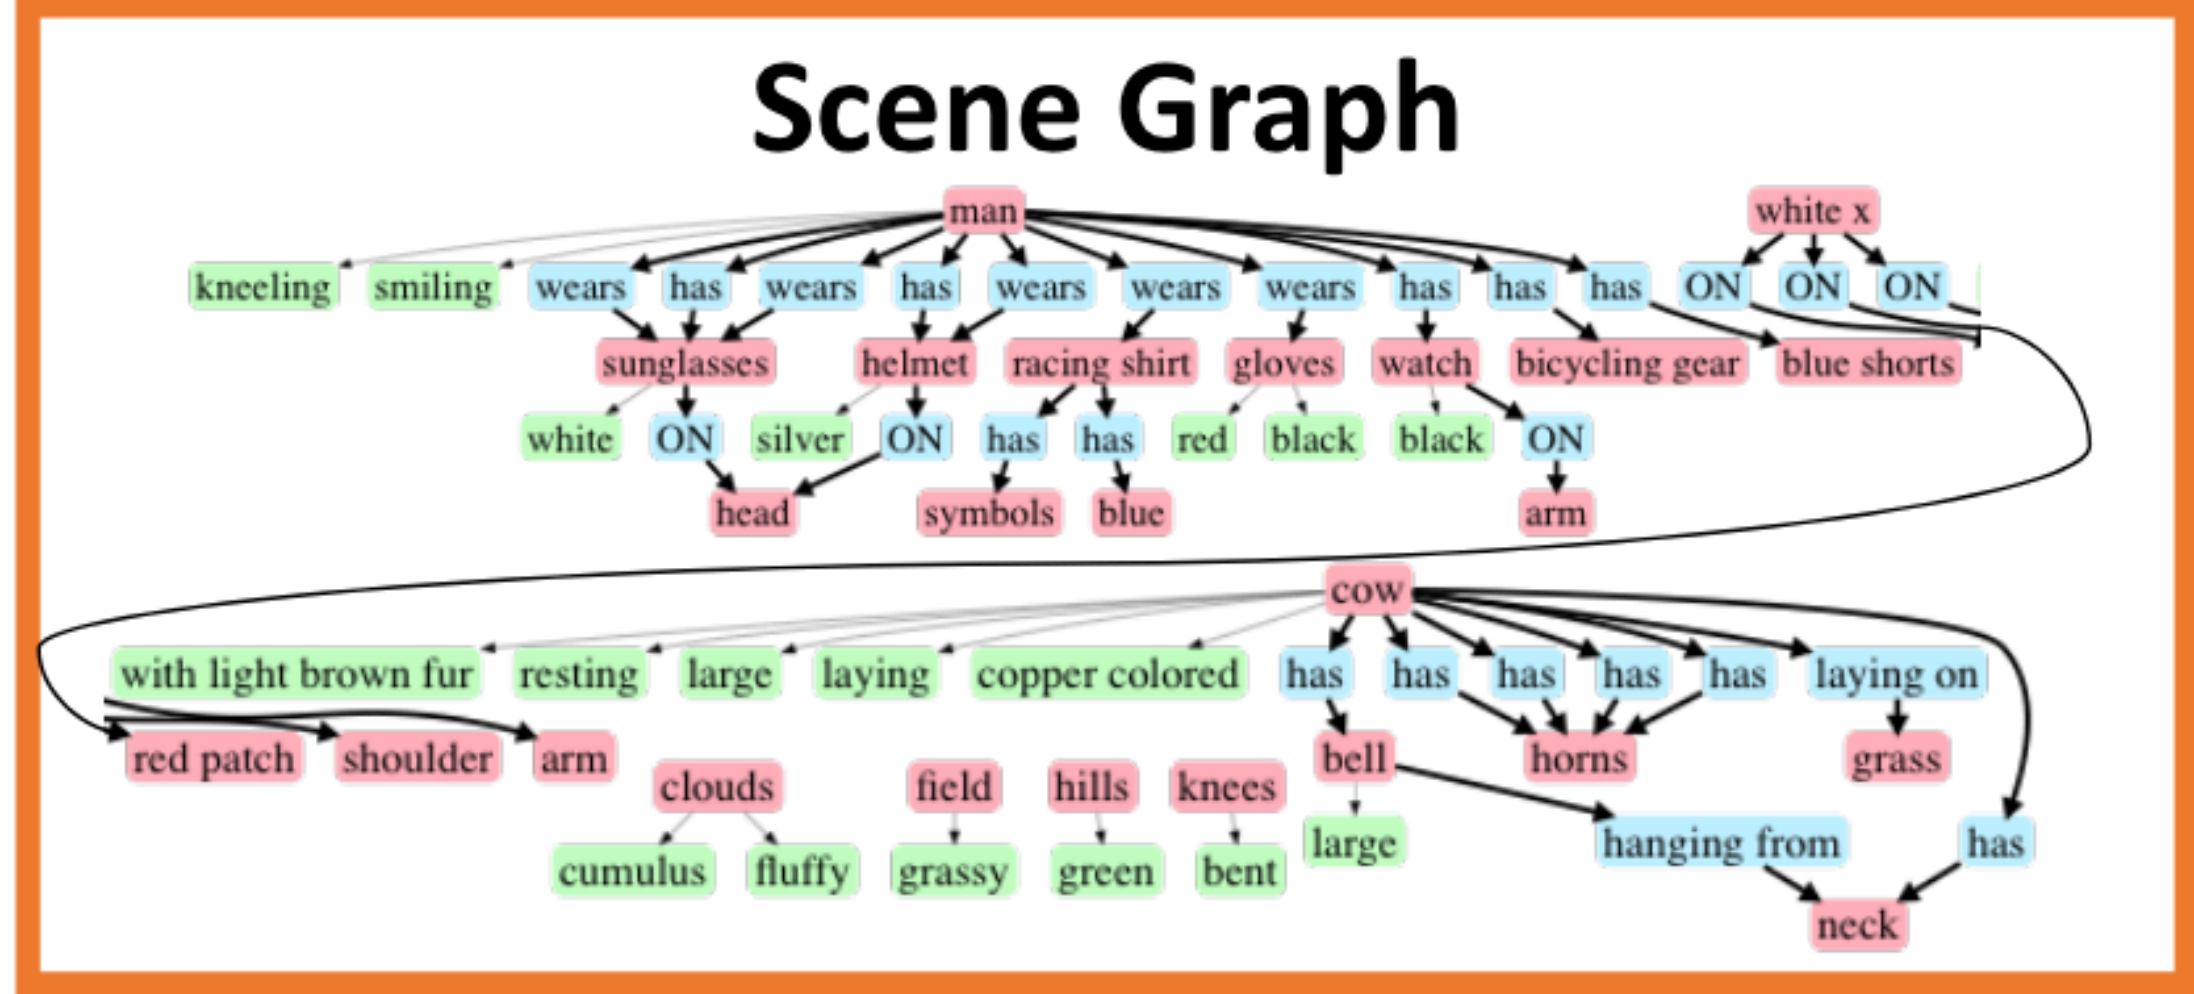 Scene Graph
man white x
kneeling smiling wears has wears has wears wears wears has has has ON ON ON
sunglasses helmet racing shirt gloves watch bicycling gear blue shorts
white ON silver ON has has red black black ON
head symbols blue arm
cow
with light brown fur resting large laying copper colored has has has has has laying on
red patch shoulder arm bell horns grass
clouds field hills knees
large hanging from has
cumulus fluffy grassy green bent
neck